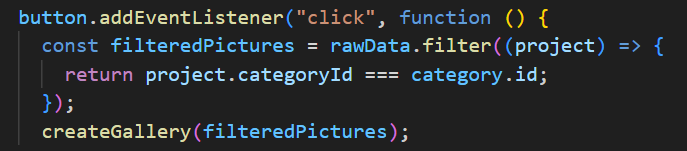 button.addEventListener("click", function () {
  const filteredPictures = rawData.filter((project) => {
    return project.categoryId === category.id;
  });
  createGallery(filteredPictures);